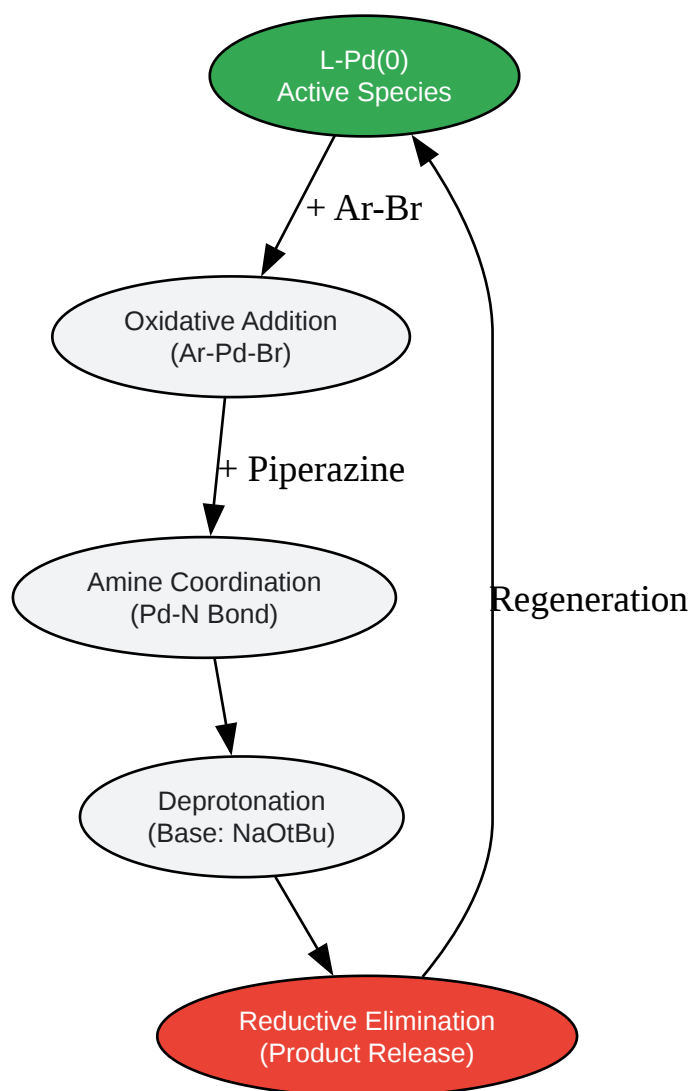 L-Pd(0)
Active Species
+ Ar-Br
Oxidative Addition
(Ar-Pd-Br)
+ Piperazine
Amine Coordination
(Pd-N Bond)
Regeneration
Deprotonation
(Base: NaOtBu)
Reductive Elimination
(Product Release)